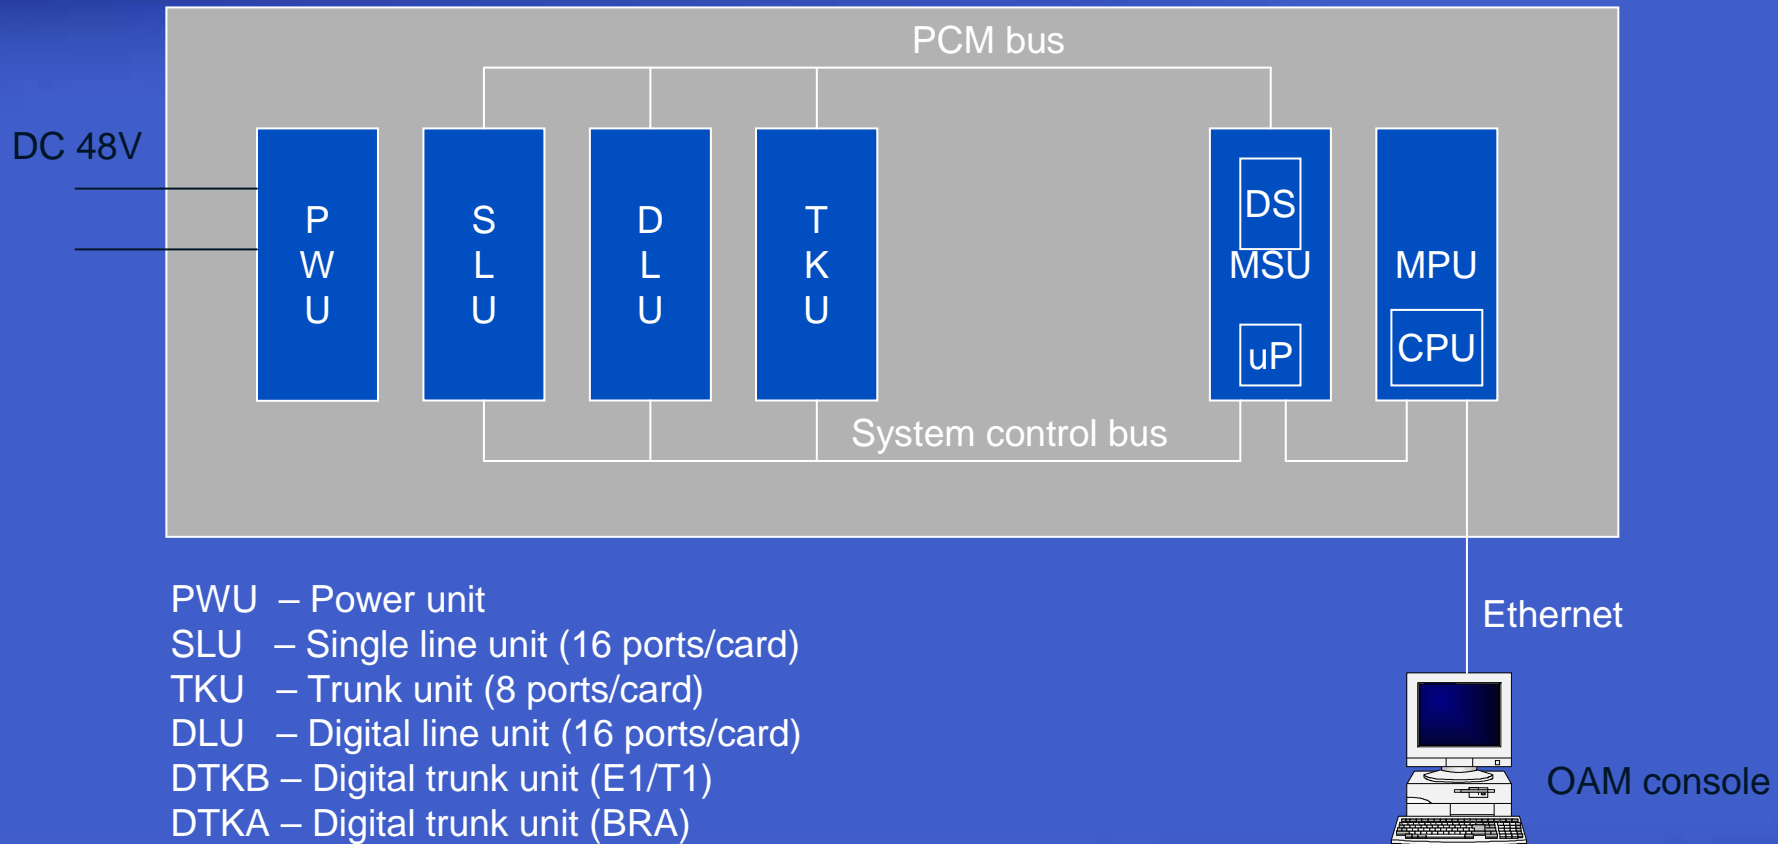 PCM bus
DC 48V
P
W
U
S
L
U
D
L
U
T
K
U
DS
MSU
uP
MPU
CPU
System control bus
PWU – Power unit
SLU – Single line unit (16 ports/card)
TKU – Trunk unit (8 ports/card)
DLU – Digital line unit (16 ports/card)
DTKB – Digital trunk unit (E1/T1)
DTKA – Digital trunk unit (BRA)
Ethernet
OAM console